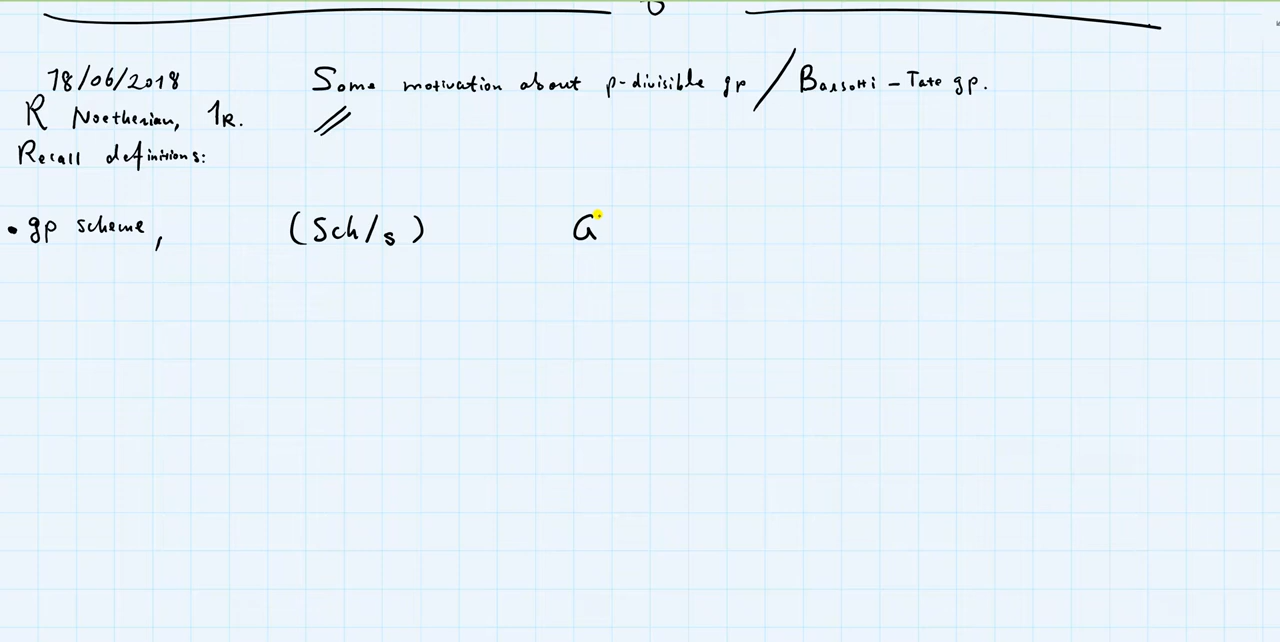 18/06/2018 Some motivation about p-divisible gp / Barsotti - Tate gp.
R Noetherian, 1R.
Recall definitions:
• gp scheme, (Sch/s) G